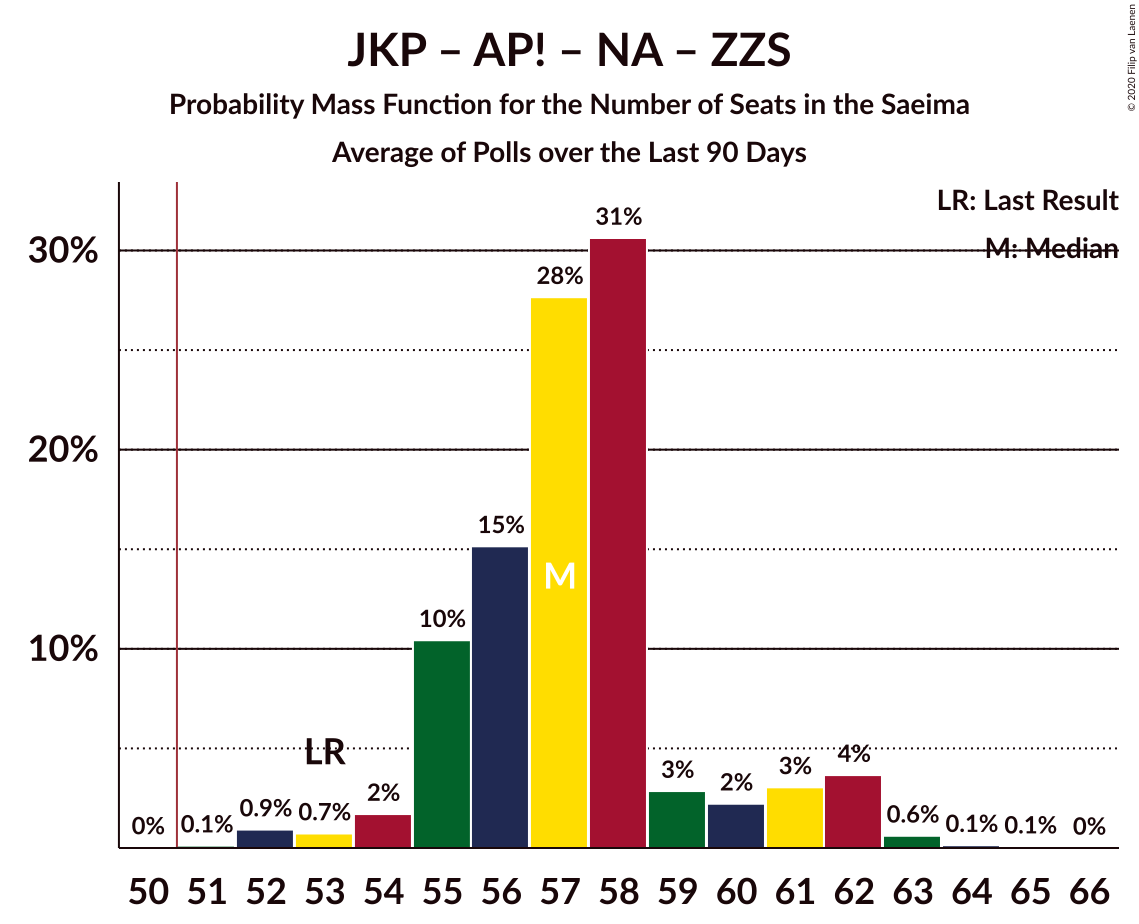 JKP – AP! – NA – ZZS
Probability Mass Function for the Number of Seats in the Saeima
Average of Polls over the Last 90 Days
© 2020 Filip van Laenen
LR: Last Result
M: Median
30%
20%
10%
0%
0.1%
0.9%
0.7%
2%
10%
15%
28%
31%
3%
2%
3%
4%
0.6%
0.1%
0.1%
0%
LR
M
50 51 52 53 54 55 56 57 58 59 60 61 62 63 64 65 66